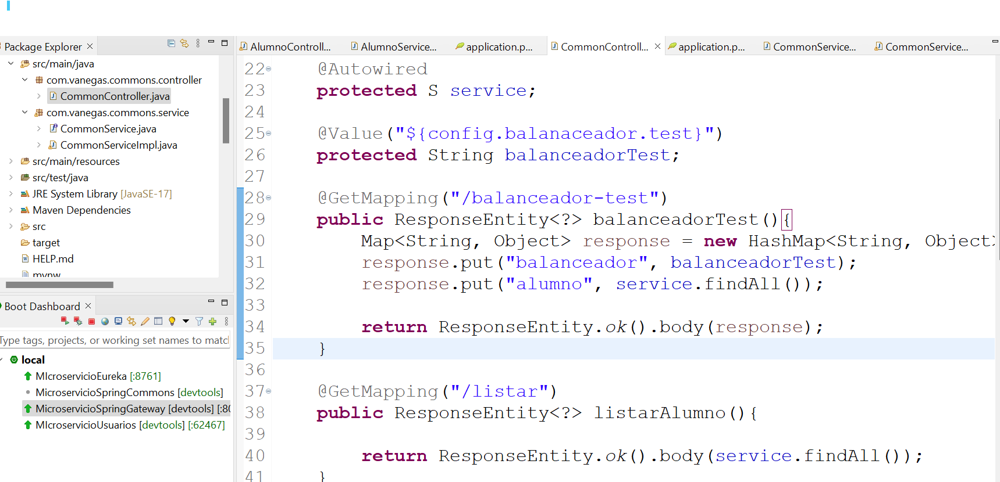 Package Explorer
src/main/java
com.vanegas.commons.controller
CommonController.java
com.vanegas.commons.service
CommonService.java
CommonServiceImpl.java
src/main/resources
src/test/java
JRE System Library [JavaSE-17]
Maven Dependencies
src
target
HELP.md
mvnw
Boot Dashboard
Type tags, projects, or working set names to matc
local
MIcroservicioEureka [:8761]
MicroservicioSpringCommons [devtools]
MicroservicioSpringGateway [devtools] [:80
MIcroservicioUsuarios [devtools] [:62467]
AlumnoControll... AlumnoService... application.p... CommonControll... application.p... CommonService... CommonService...
22 @Autowired
23 protected S service;
24
25 @Value("${config.balanaceador.test}")
26 protected String balanceadorTest;
27
28 @GetMapping("/balanceador-test")
29 public ResponseEntity<?> balanceadorTest(){
30 Map<String, Object> response = new HashMap<String, Object>
31 response.put("balanceador", balanceadorTest);
32 response.put("alumno", service.findAll());
33
34 return ResponseEntity.ok().body(response);
35 }
36
37 @GetMapping("/listar")
38 public ResponseEntity<?> listarAlumno(){
39
40 return ResponseEntity.ok().body(service.findAll());
41 }